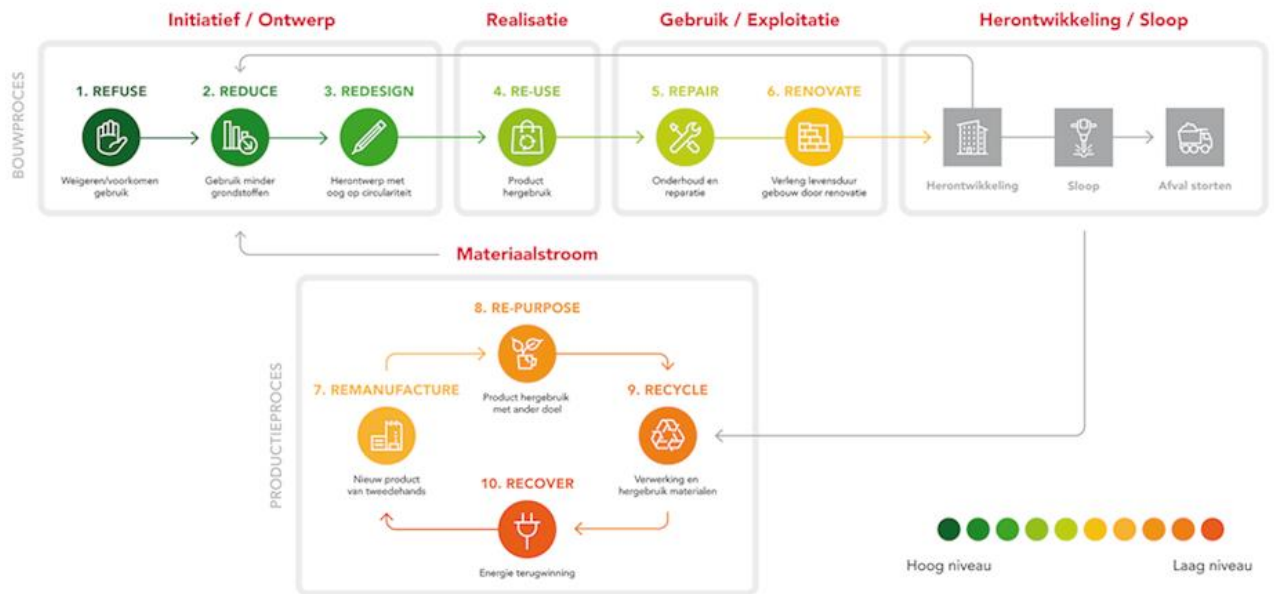 Initiatief / Ontwerp
Realisatie
Gebruik / Exploitatie
Herontwikkeling / Sloop
BOUWPROCES
1. REFUSE
Weigeren/voorkomen
gebruik
2. REDUCE
Gebruik minder
grondstoffen
3. REDESIGN
Herontwerp met
oog op circulariteit
4. RE-USE
Product
hergebruik
5. REPAIR
Onderhoud en
reparatie
6. RENOVATE
Verleng levensduur
gebouw door renovatie
Herontwikkeling
Sloop
Afval storten
Materiaalstroom
PRODUCTIEPROCES
8. RE-PURPOSE
Product hergebruik
met ander doel
7. REMANUFACTURE
Nieuw product
van tweedehands
9. RECYCLE
Verwerking en
hergebruik materialen
10. RECOVER
Energie terugwinning
Hoog niveau
Laag niveau